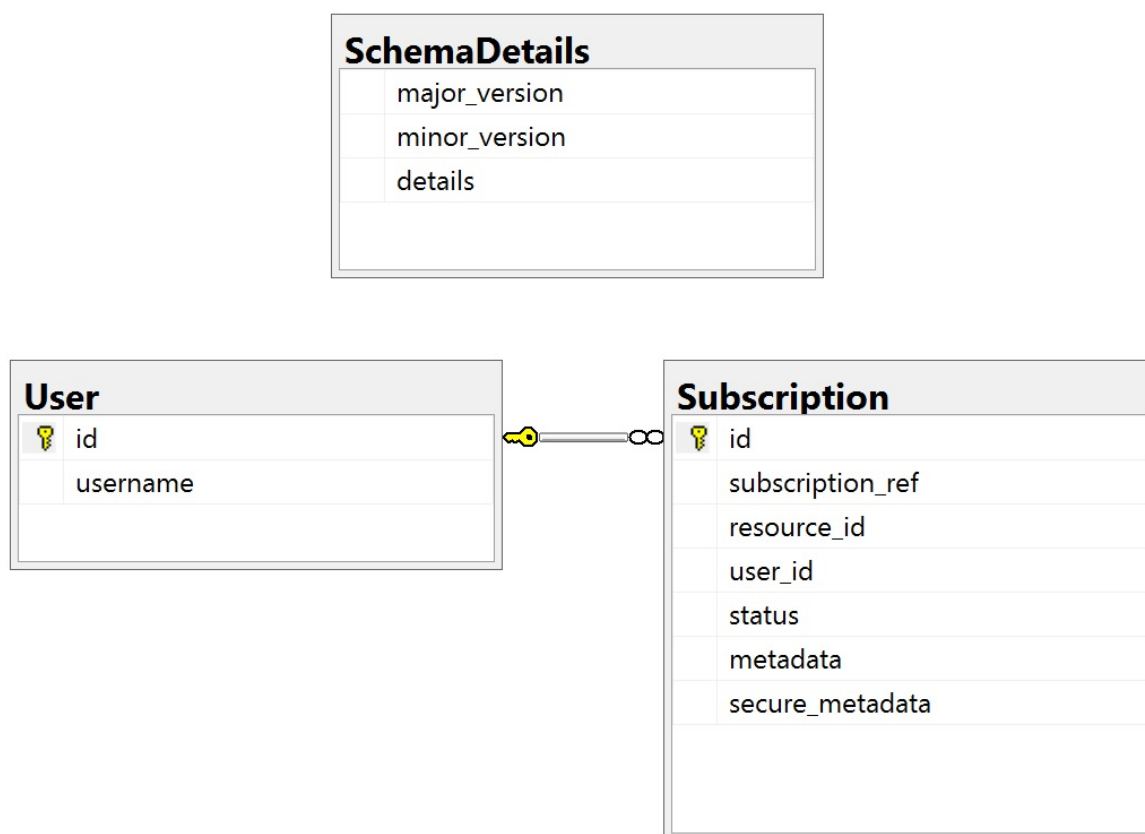 SchemaDetails
major_version
minor_version
details
User
id
username
Subscription
id
subscription_ref
resource_id
user_id
status
metadata
secure_metadata